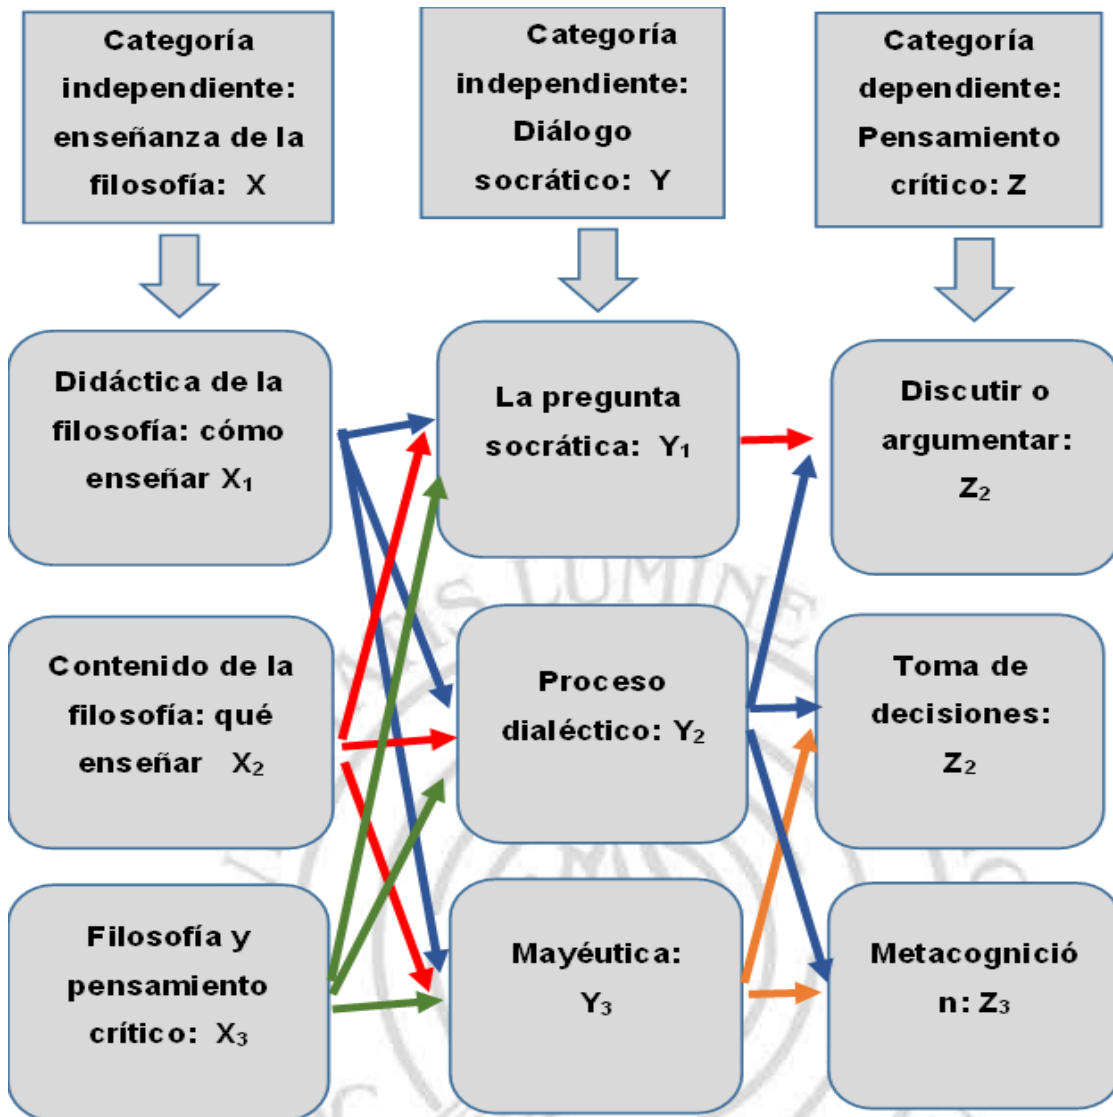 Categoría
independiente:
enseñanza de la
filosofía: X
Categoría
independiente:
Diálogo
socrático: Y
Categoría
dependiente:
Pensamiento
crítico: Z
Didáctica de la
filosofía: cómo
enseñar X₁
La pregunta
socrática: Y₁
Discutir o
argumentar:
Z₂
Contenido de la
filosofía: qué
enseñar X₂
Proceso
dialéctico: Y₂
Toma de
decisiones:
Z₂
Filosofía y
pensamiento
crítico: X₃
Mayéutica:
Y₃
Metacognició
n: Z₃
LUMINE